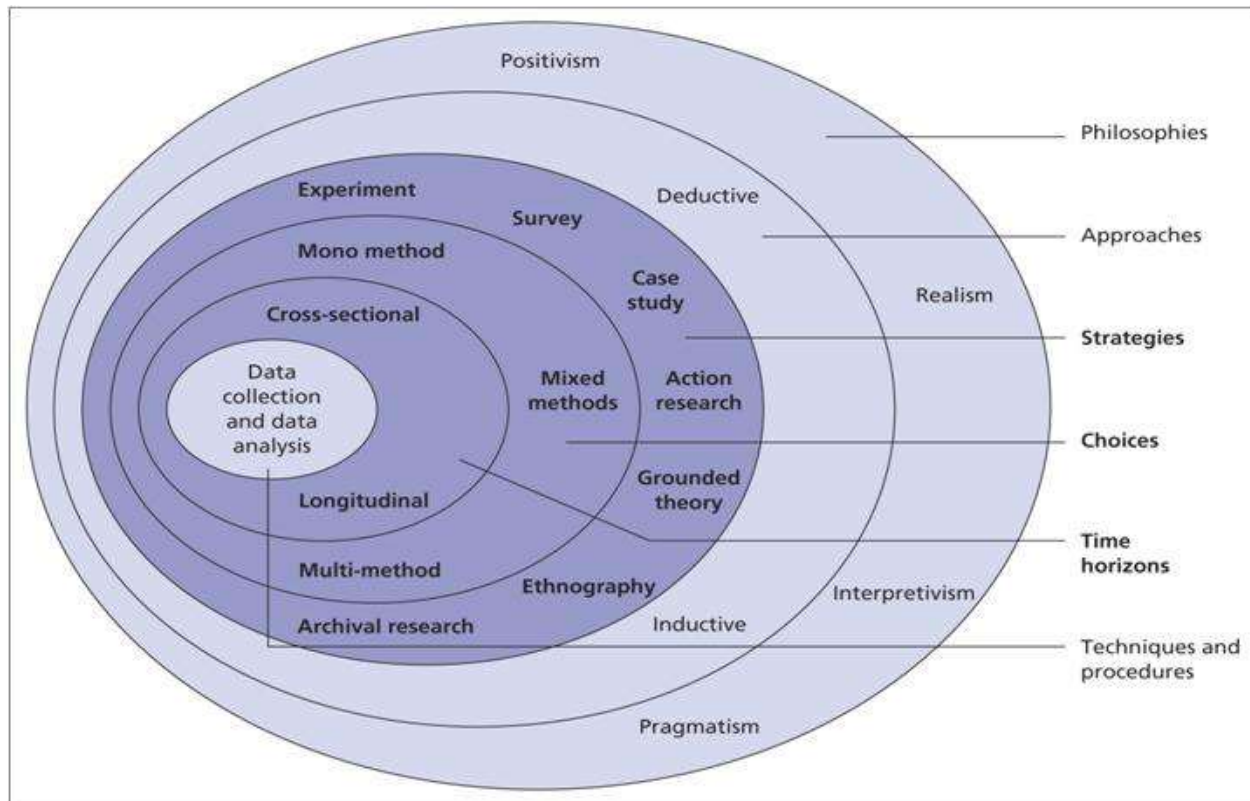 Positivism
Philosophies
Experiment
Deductive
Survey
Approaches
Mono method
Case
study
Realism
Cross-sectional
Strategies
Data
collection
and data
analysis
Mixed
methods
Action
research
Choices
Grounded
theory
Longitudinal
Time
horizons
Multi-method
Ethnography
Interpretivism
Archival research
Inductive
Techniques and
procedures
Pragmatism